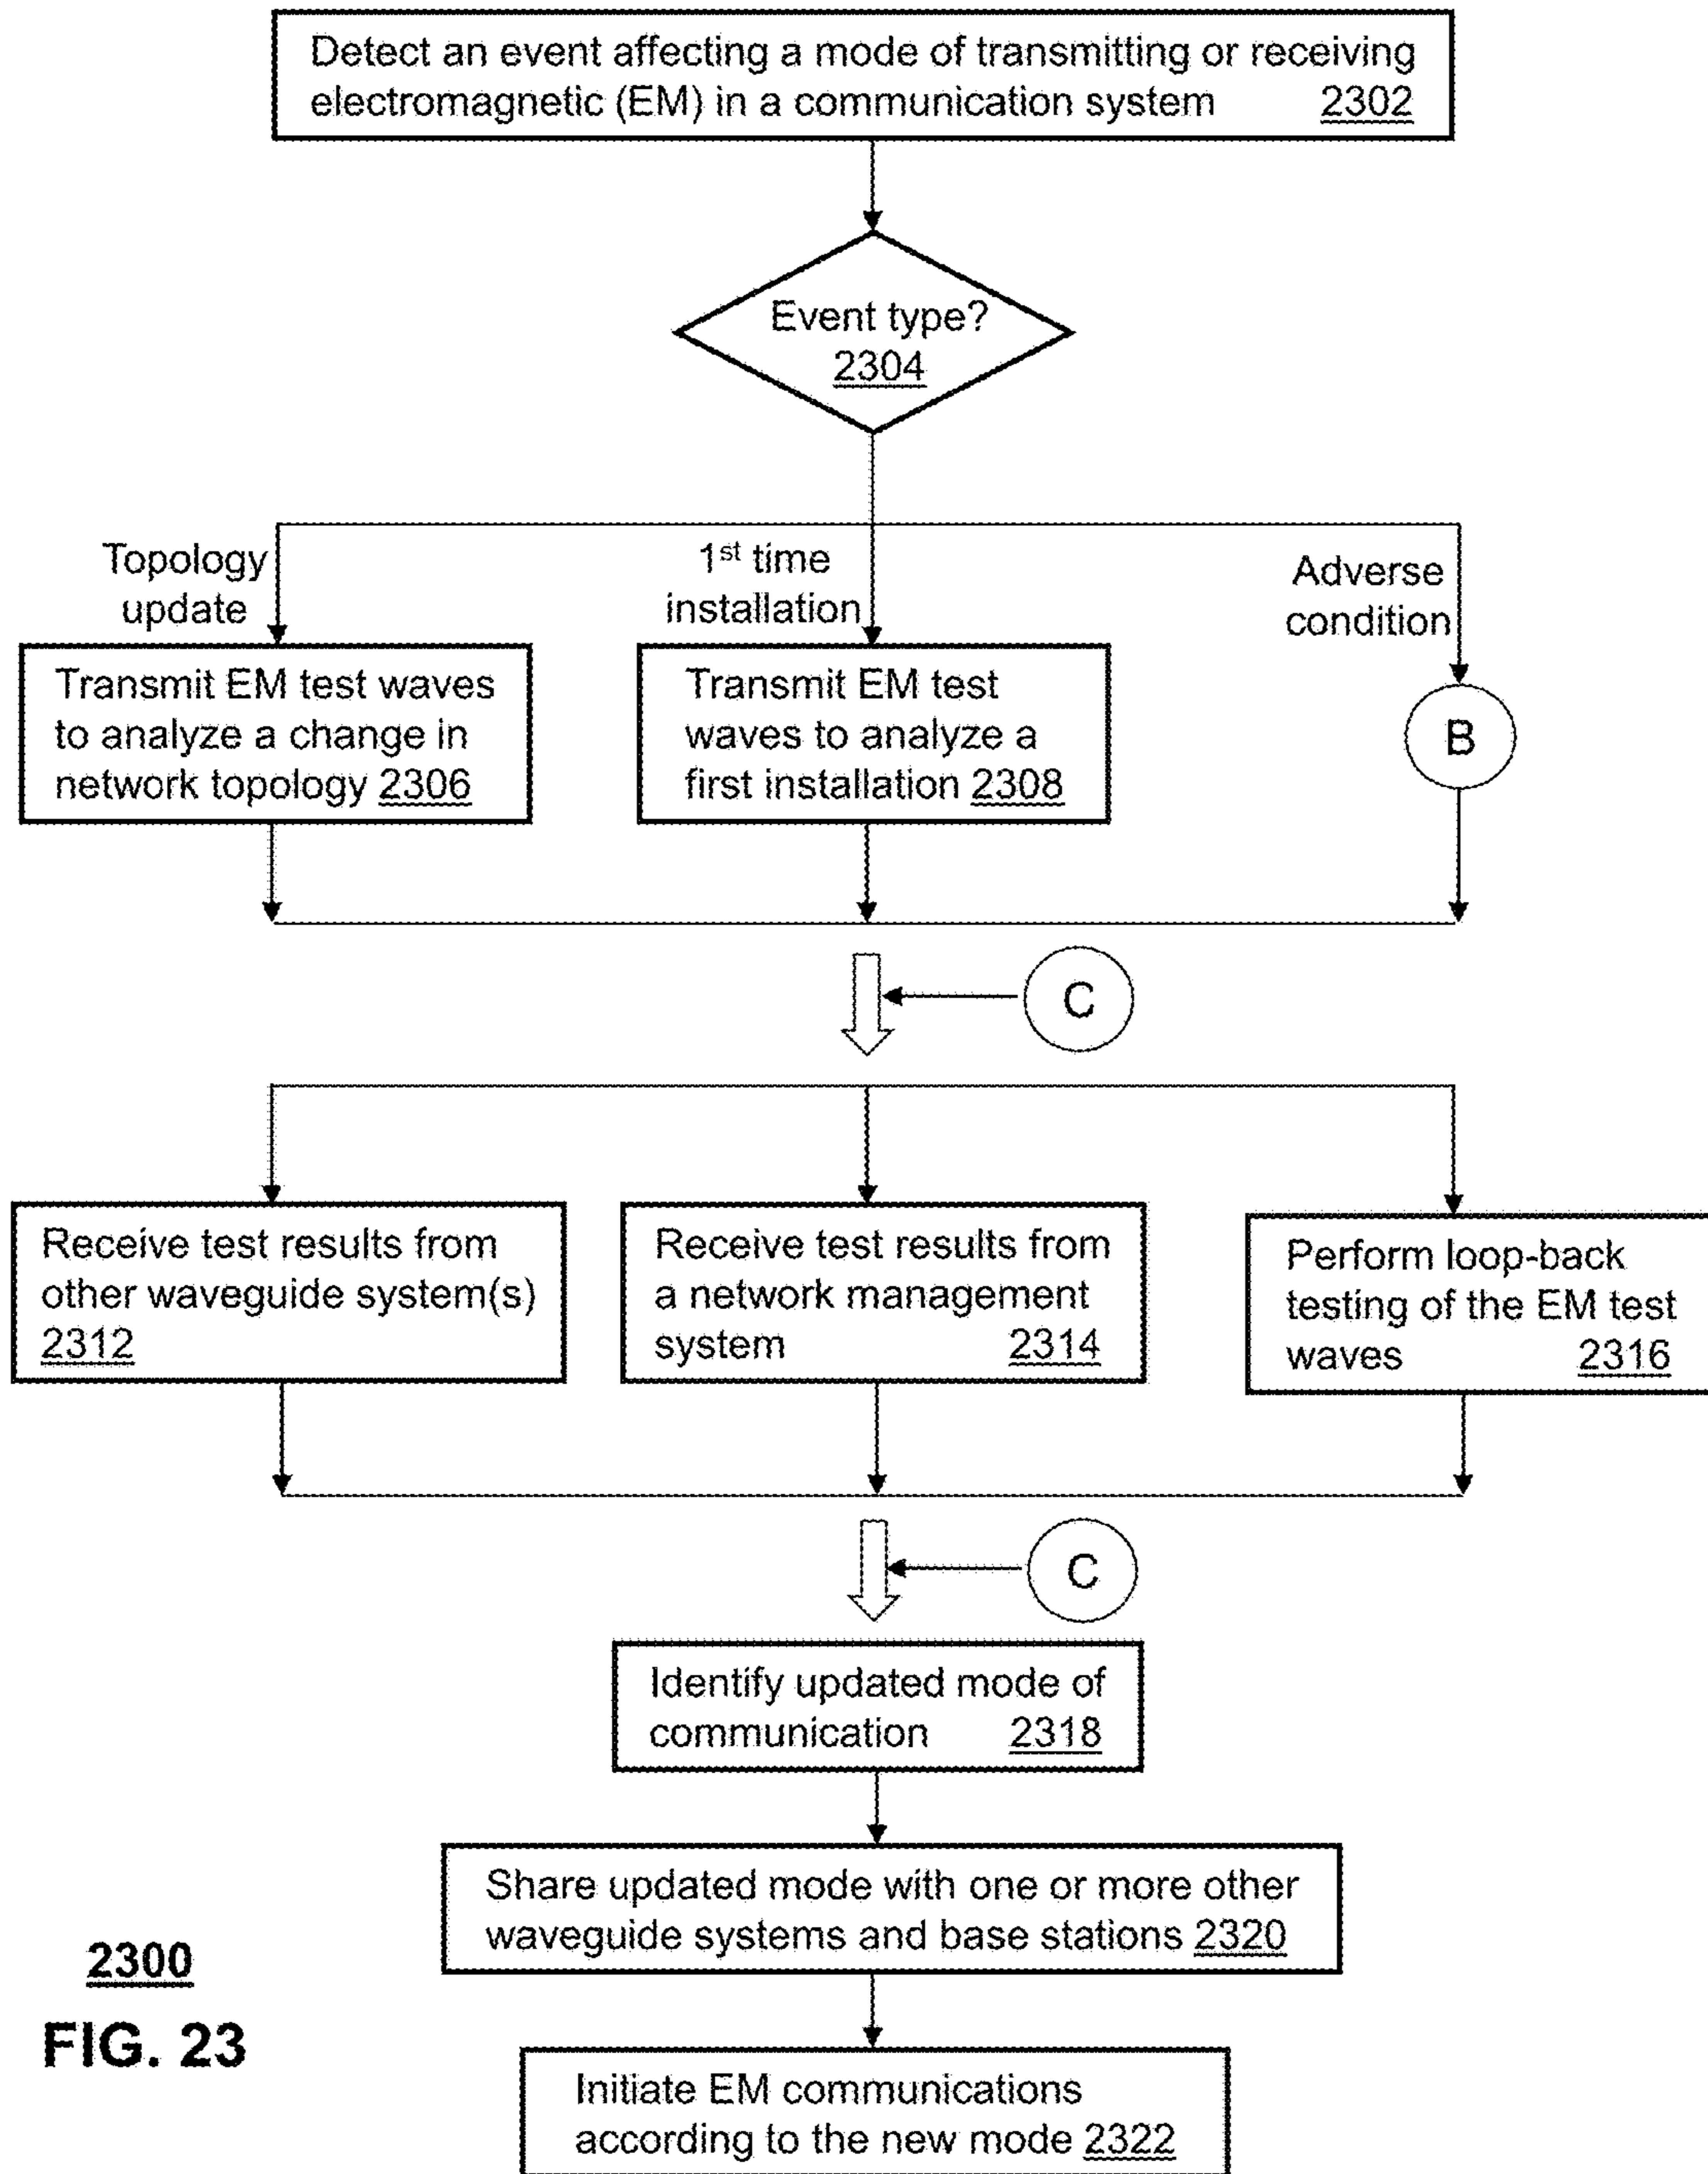 Detect an event affecting a mode of transmitting or receiving
electromagnetic (EM) in a communication system 2302
Event type?
2304
Topology
update
1st time
installation
Adverse
condition
Transmit EM test waves
to analyze a change in
network topology 2306
Transmit EM test
waves to analyze a
first installation 2308
B
C
Receive test results from
other waveguide system(s)
2312
Receive test results from
a network management
system 2314
Perform loop-back
testing of the EM test
waves 2316
C
Identify updated mode of
communication 2318
Share updated mode with one or more other
waveguide systems and base stations 2320
Initiate EM communications
according to the new mode 2322
2300
FIG. 23